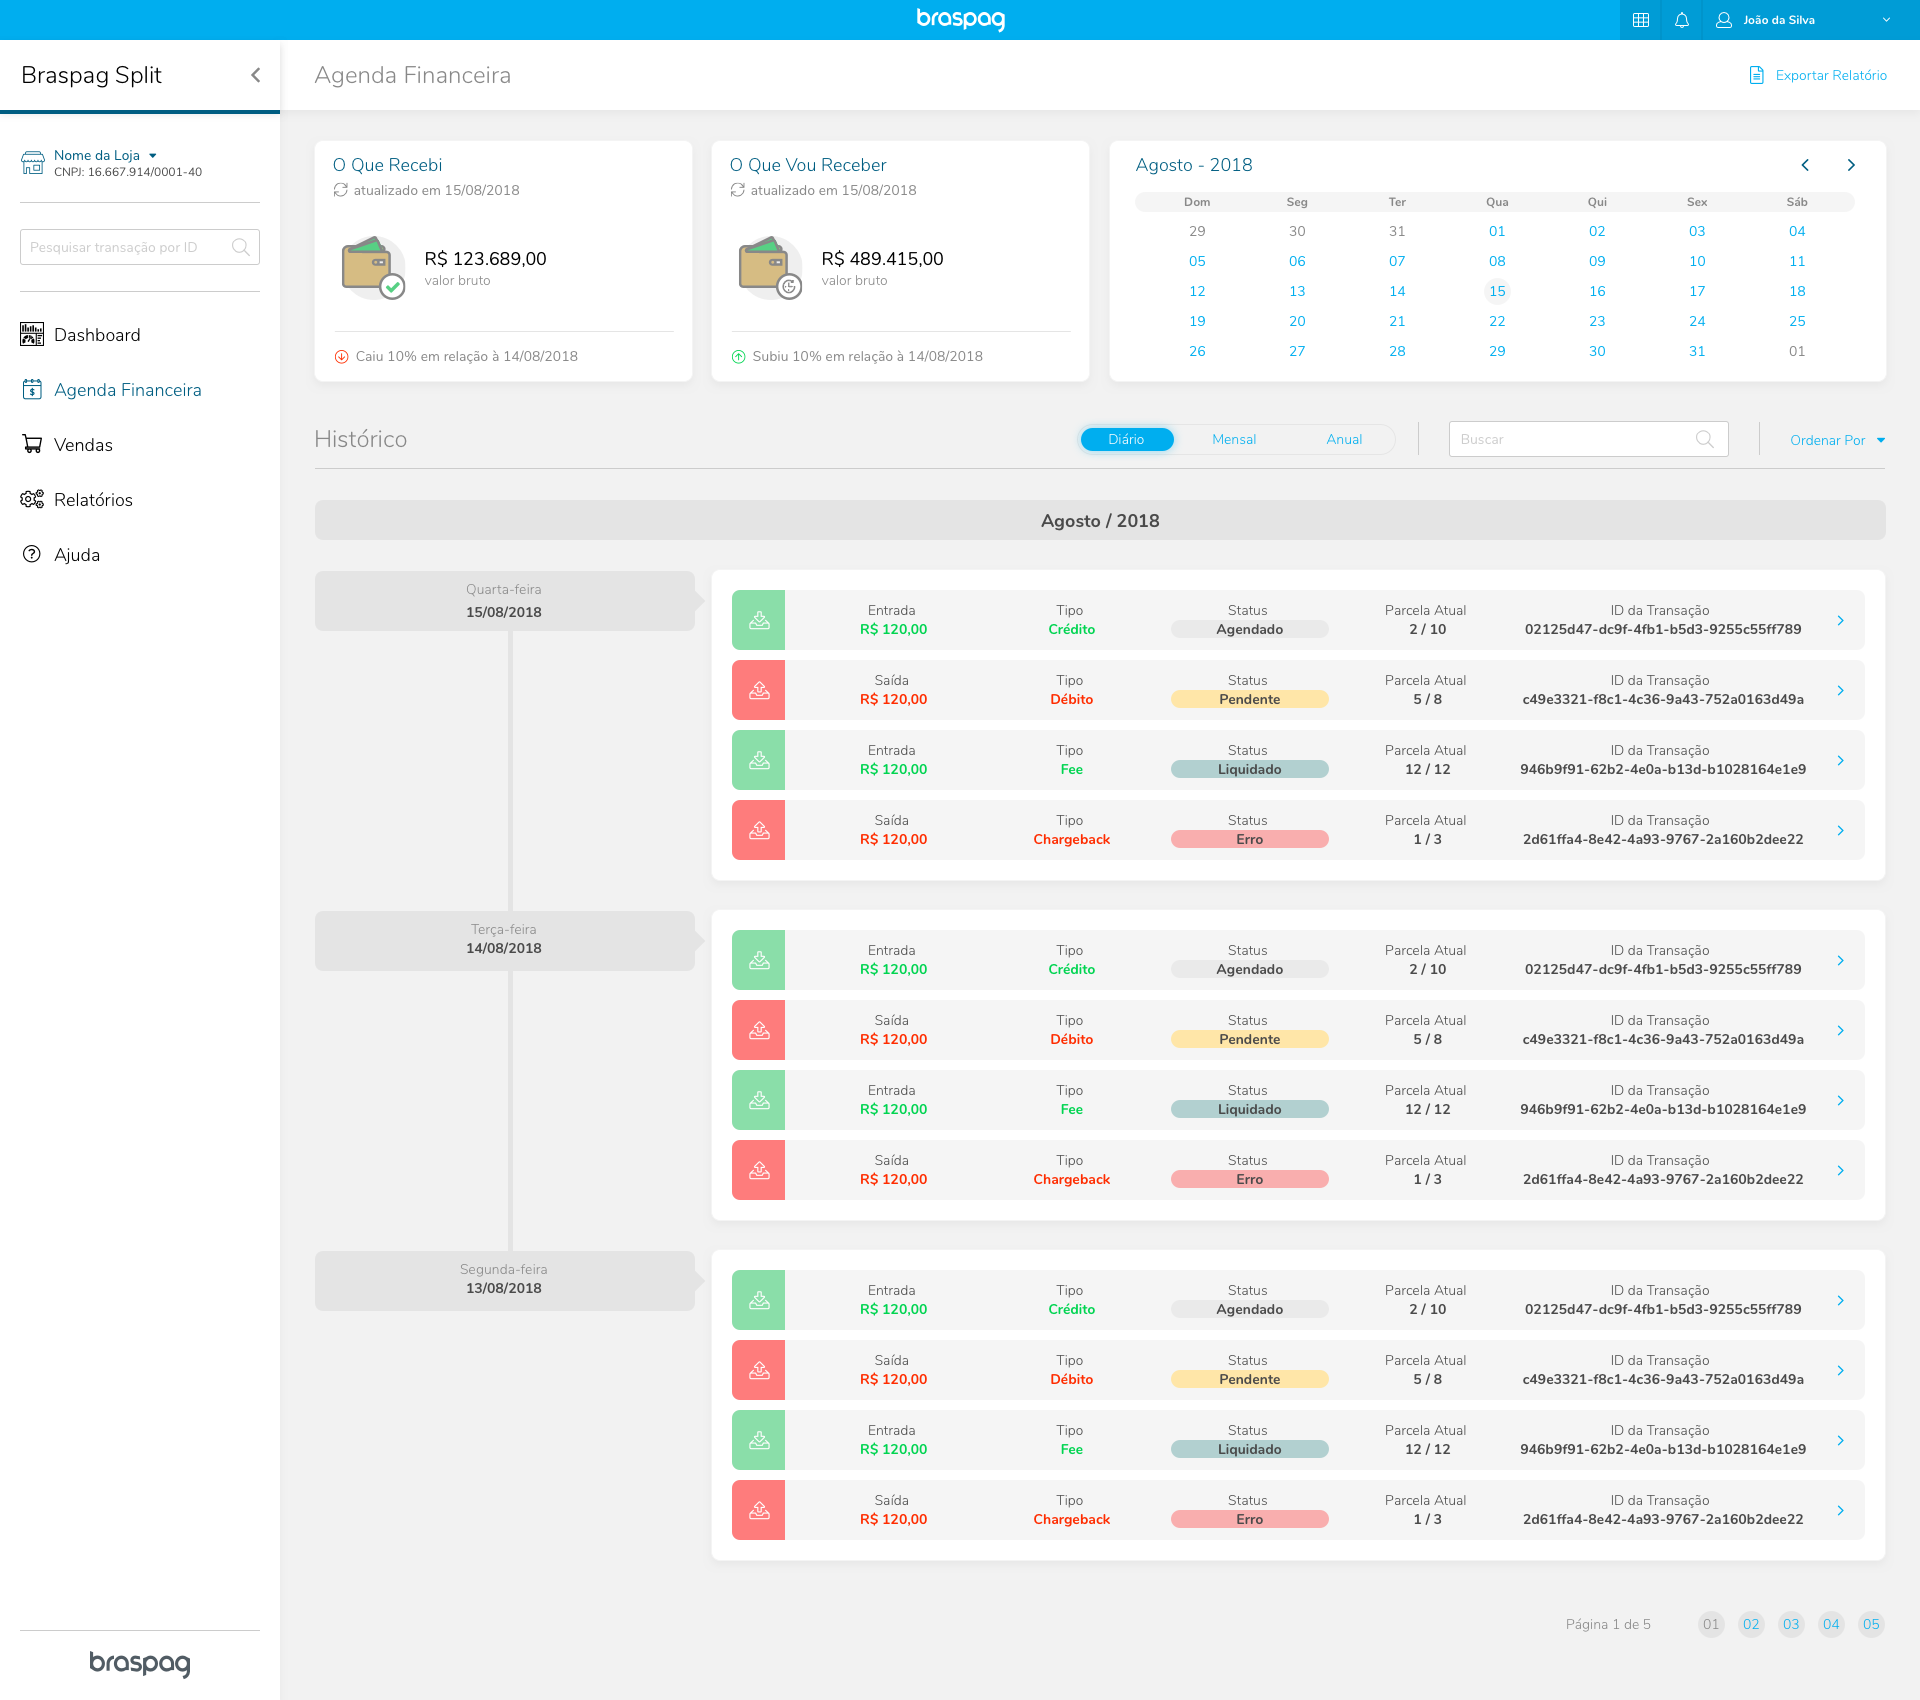 braspag
João da Silva
Braspag Split
Agenda Financeira
Exportar Relatório
Nome da Loja
CNPJ: 16.667.914/0001-40
Pesquisar transação por ID
Dashboard
Agenda Financeira
Vendas
Relatórios
Ajuda
braspag
O Que Recebi
atualizado em 15/08/2018
R$ 123.689,00
valor bruto
Caiu 10% em relação à 14/08/2018
O Que Vou Receber
atualizado em 15/08/2018
R$ 489.415,00
valor bruto
Subiu 10% em relação à 14/08/2018
Agosto - 2018
Dom Seg Ter Qua Qui Sex Sáb
29 30 31 01 02 03 04
05 06 07 08 09 10 11
12 13 14 15 16 17 18
19 20 21 22 23 24 25
26 27 28 29 30 31 01
Histórico
Diário Mensal Anual
Buscar
Ordenar Por
Agosto / 2018
Quarta-feira
15/08/2018
Entrada Tipo Status Parcela Atual ID da Transação
R$ 120,00 Crédito Agendado 2 / 10 02125d47-dc9f-4fb1-b5d3-9255c55ff789
Saída Tipo Status Parcela Atual ID da Transação
R$ 120,00 Débito Pendente 5 / 8 c49e3321-f8c1-4c36-9a43-752a0163d49a
Entrada Tipo Status Parcela Atual ID da Transação
R$ 120,00 Fee Liquidado 12 / 12 946b9f91-62b2-4e0a-b13d-b1028164e1e9
Saída Tipo Status Parcela Atual ID da Transação
R$ 120,00 Chargeback Erro 1 / 3 2d61ffa4-8e42-4a93-9767-2a160b2dee22
Terça-feira
14/08/2018
Entrada Tipo Status Parcela Atual ID da Transação
R$ 120,00 Crédito Agendado 2 / 10 02125d47-dc9f-4fb1-b5d3-9255c55ff789
Saída Tipo Status Parcela Atual ID da Transação
R$ 120,00 Débito Pendente 5 / 8 c49e3321-f8c1-4c36-9a43-752a0163d49a
Entrada Tipo Status Parcela Atual ID da Transação
R$ 120,00 Fee Liquidado 12 / 12 946b9f91-62b2-4e0a-b13d-b1028164e1e9
Saída Tipo Status Parcela Atual ID da Transação
R$ 120,00 Chargeback Erro 1 / 3 2d61ffa4-8e42-4a93-9767-2a160b2dee22
Segunda-feira
13/08/2018
Entrada Tipo Status Parcela Atual ID da Transação
R$ 120,00 Crédito Agendado 2 / 10 02125d47-dc9f-4fb1-b5d3-9255c55ff789
Saída Tipo Status Parcela Atual ID da Transação
R$ 120,00 Débito Pendente 5 / 8 c49e3321-f8c1-4c36-9a43-752a0163d49a
Entrada Tipo Status Parcela Atual ID da Transação
R$ 120,00 Fee Liquidado 12 / 12 946b9f91-62b2-4e0a-b13d-b1028164e1e9
Saída Tipo Status Parcela Atual ID da Transação
R$ 120,00 Chargeback Erro 1 / 3 2d61ffa4-8e42-4a93-9767-2a160b2dee22
Página 1 de 5 01 02 03 04 05